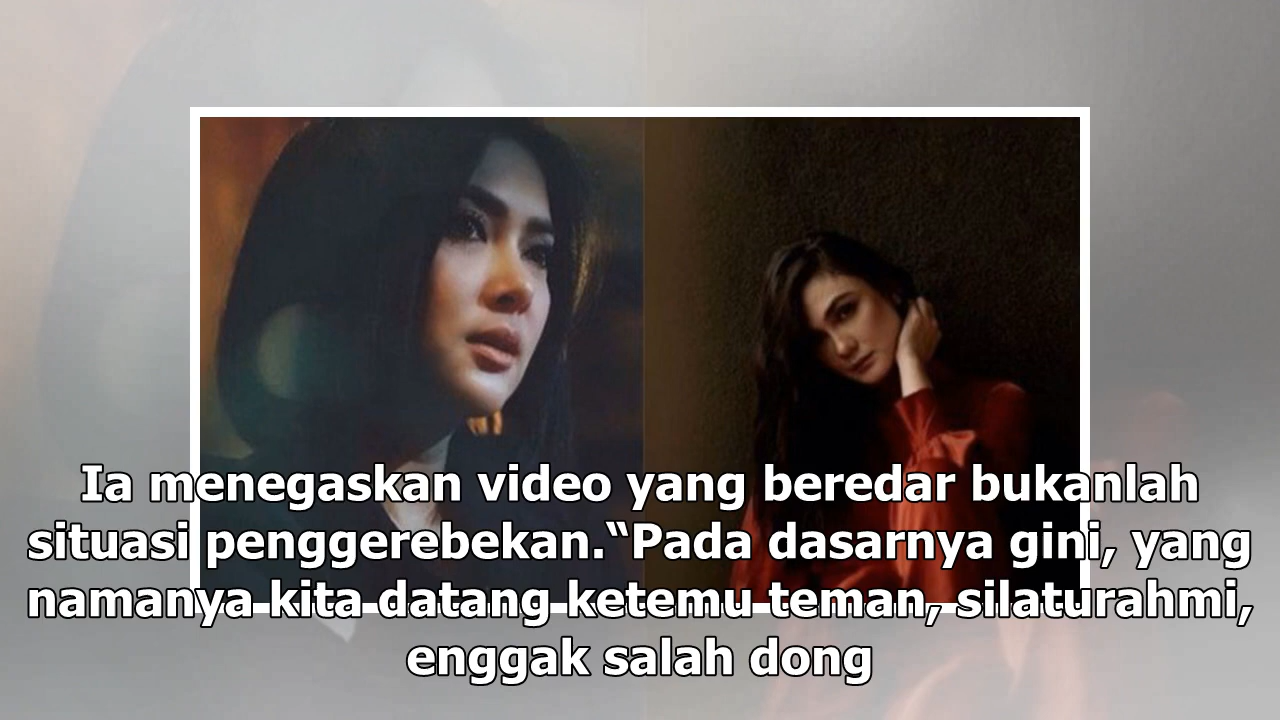 Ia menegaskan video yang beredar bukanlah
situasi penggerebekan.“Pada dasarnya gini, yang
namanya kita datang ketemu teman, silaturahmi,
enggak salah dong